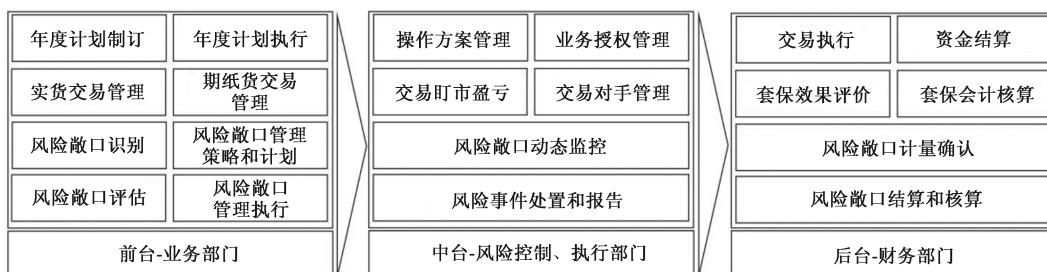 年度计划制订
年度计划执行
实货交易管理
期纸货交易
管理
风险敞口识别
风险敞口管理
策略和计划
风险敞口评估
风险敞口
管理执行
前台-业务部门
操作方案管理
业务授权管理
交易盯市盈亏
交易对手管理
风险敞口动态监控
风险事件处置和报告
中台-风险控制、执行部门
交易执行
资金结算
套保效果评价
套保会计核算
风险敞口计量确认
风险敞口结算和核算
后台-财务部门